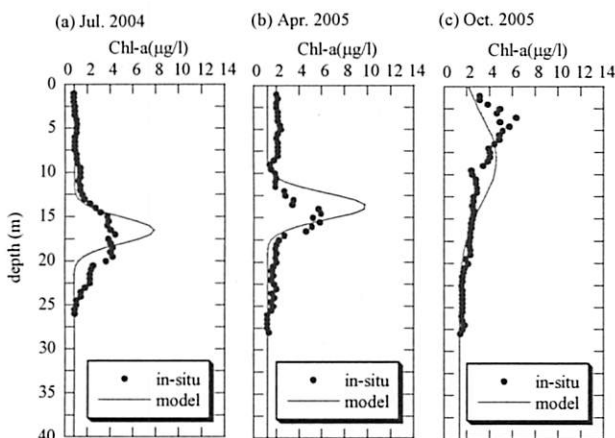 (a) Jul. 2004
Chl-a(µg/l)
0 2 4 6 8 10 12 14
(b) Apr. 2005
Chl-a(µg/l)
0 2 4 6 8 10 12 14
(c) Oct. 2005
Chl-a(µg/l)
0 2 4 6 8 10 12 14
depth (m)
0
5
10
15
20
25
30
35
40
in-situ
model
in-situ
model
in-situ
model